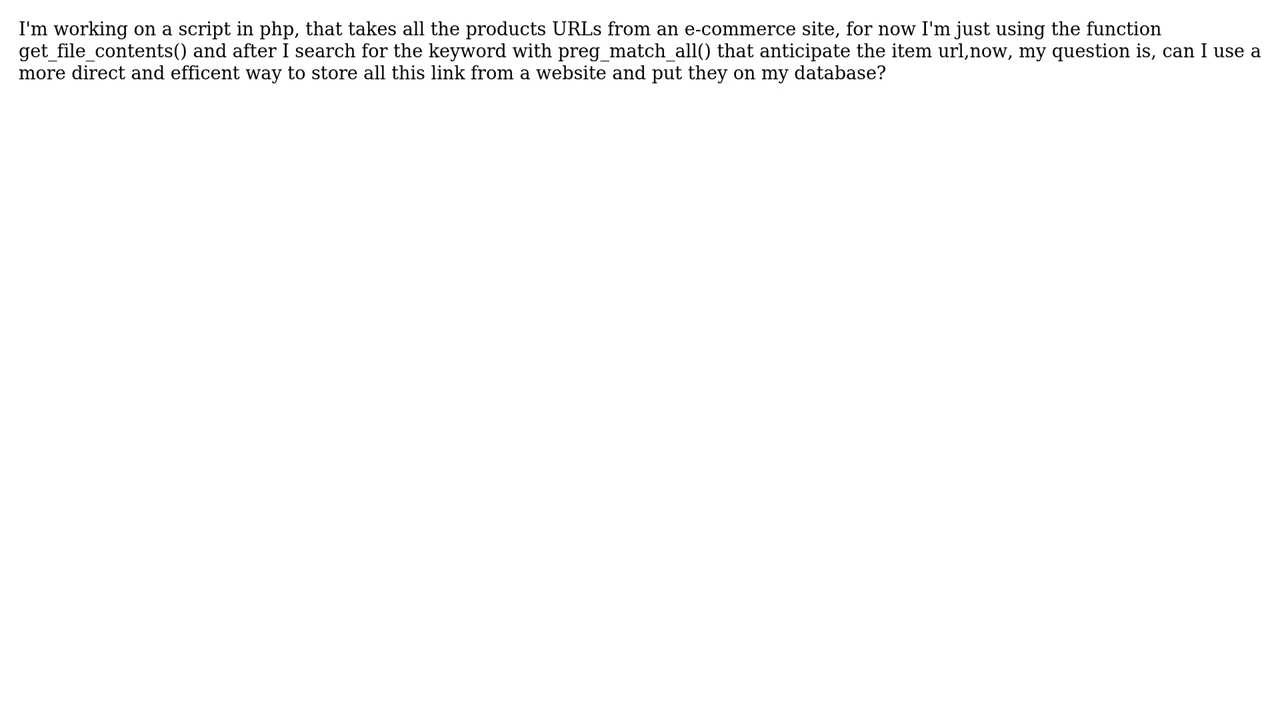 I'm working on a script in php, that takes all the products URLs from an e-commerce site, for now I'm just using the function
get_file_contents() and after I search for the keyword with preg_match_all() that anticipate the item url,now, my question is, can I use a
more direct and efficent way to store all this link from a website and put they on my database?